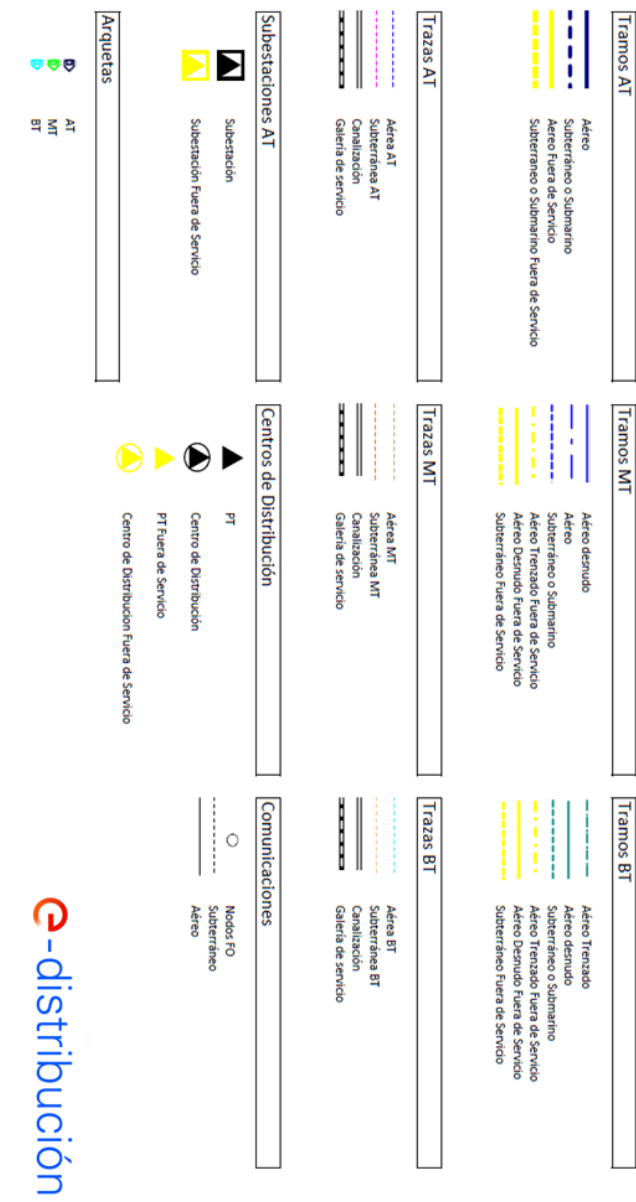 Tramos AT
Aéreo
Subterráneo o Submarino
Aereo Fuera de Servicio
Subterraneo o Submarino Fuera de Servicio
Tramos MT
Aéreo desnudo
Aéreo
Subterráneo o Submarino
Aéreo Trenzado Fuera de Servicio
Aéreo Desnudo Fuera de Servicio
Subterráneo Fuera de Servicio
Tramos BT
Aéreo Trenzado
Aéreo desnudo
Subterráneo o Submarino
Aéreo Trenzado Fuera de Servicio
Aéreo Desnudo Fuera de Servicio
Subterráneo Fuera de Servicio
Trazas AT
Aérea AT
Subterránea AT
Canalización
Galería de servicio
Trazas MT
Aérea MT
Subterránea MT
Canalización
Galería de servicio
Trazas BT
Aérea BT
Subterránea BT
Canalización
Galería de servicio
Subestaciones AT
Subestación
Subestación Fuera de Servicio
Centros de Distribución
PT
Centro de Distribución
PT Fuera de Servicio
Centro de Distribucion Fuera de Servicio
Comunicaciones
Nodos FO
Subterráneo
Aéreo
Arquetas
AT
MT
BT
e-distribución